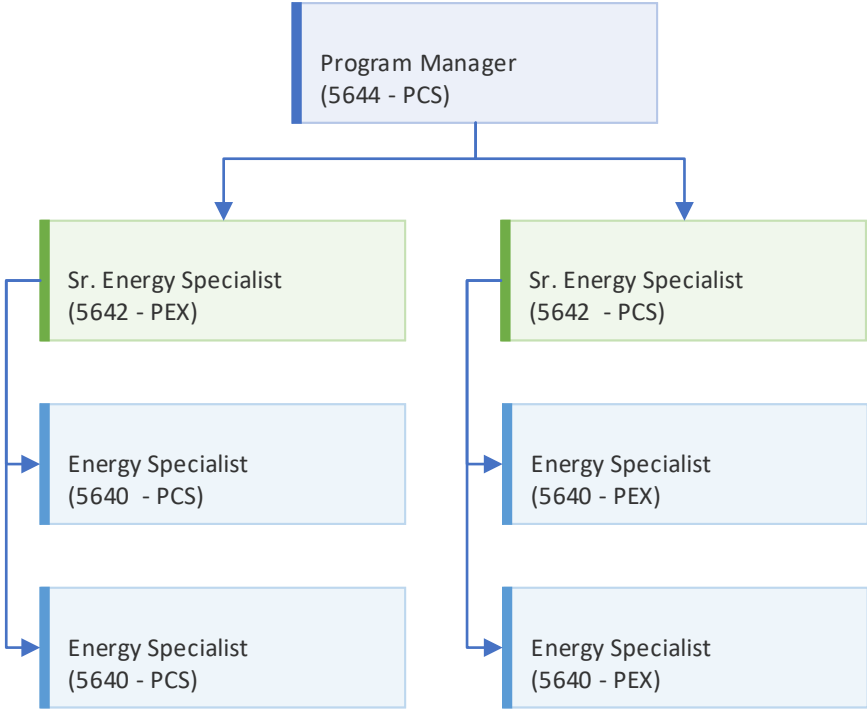 Program Manager
(5644 - PCS)
Sr. Energy Specialist
(5642 - PEX)
Sr. Energy Specialist
(5642  - PCS)
Energy Specialist
(5640  - PCS)
Energy Specialist
(5640 - PEX)
Energy Specialist
(5640 - PCS)
Energy Specialist
(5640 - PEX)